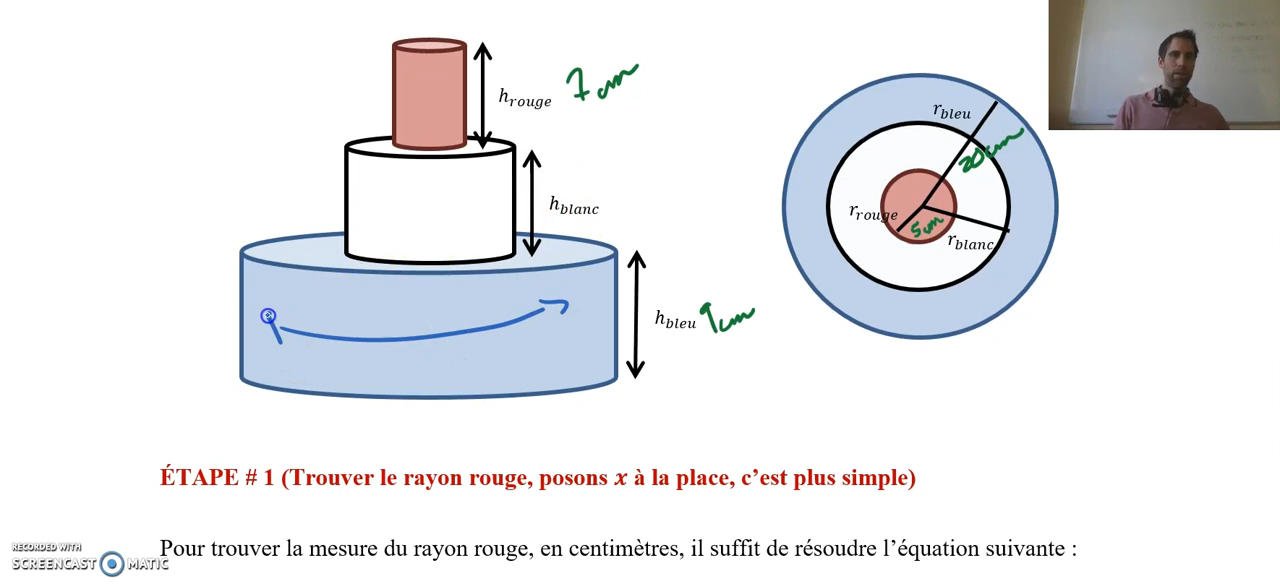 h_rouge 7 cm
h_blanc
h_bleu 9 cm
r_bleu
20 cm
r_rouge
5 cm
r_blanc
ÉTAPE # 1 (Trouver le rayon rouge, posons x à la place, c’est plus simple)
Pour trouver la mesure du rayon rouge, en centimètres, il suffit de résoudre l’équation suivante :
RECORDED WITH
SCREENCAST MATIC